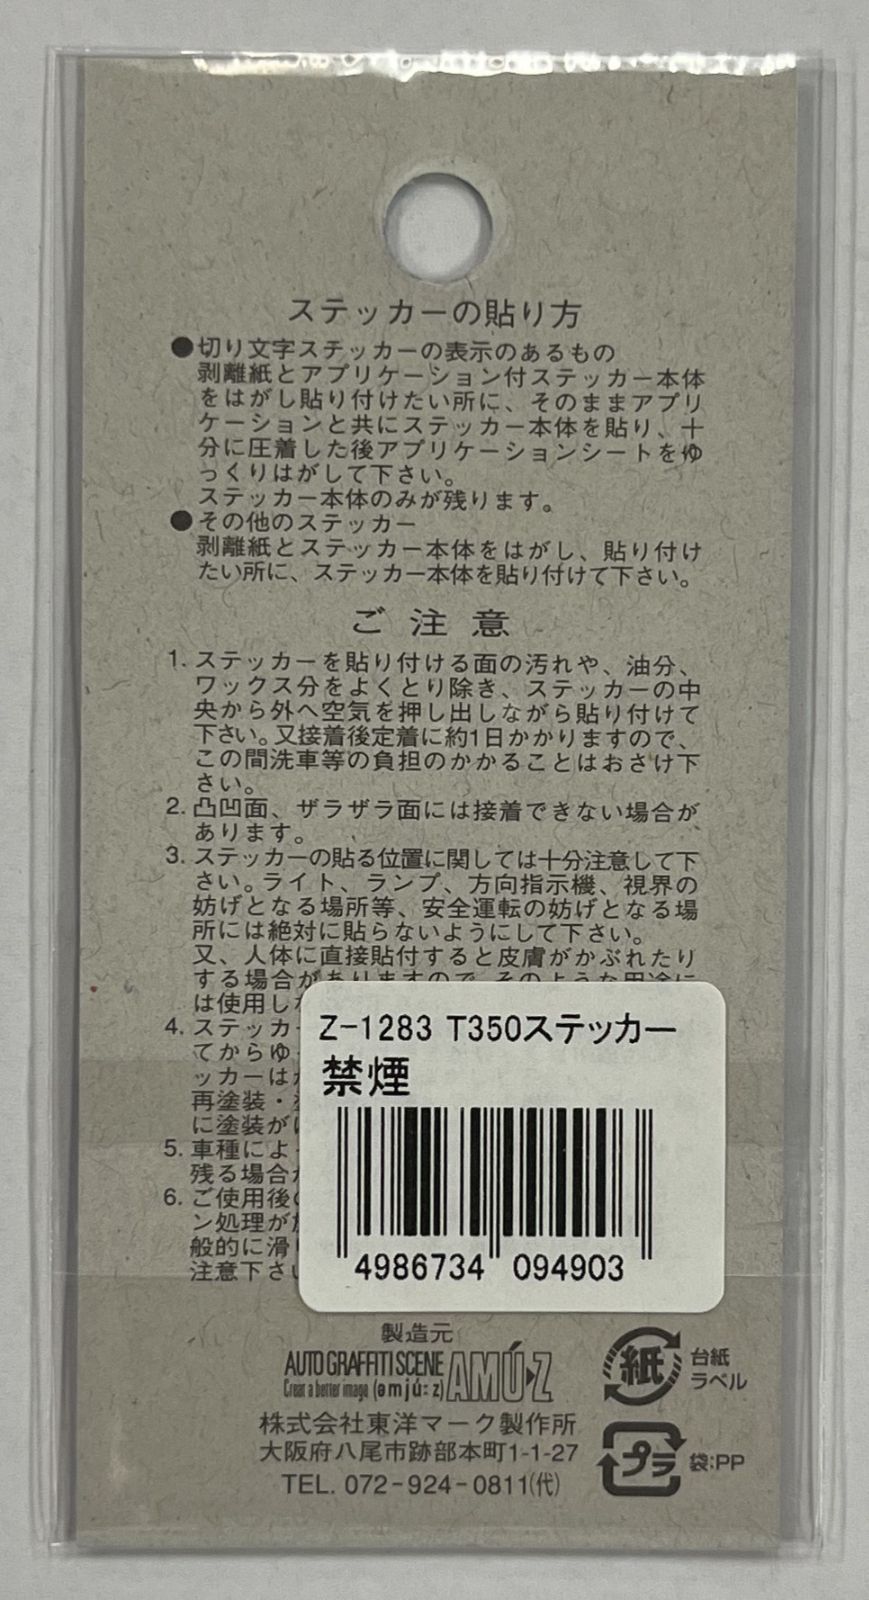 ステッカーの貼り方
●切り文字ステッカーの表示のあるもの
剥離紙とアプリケーション付ステッカー本体
をはがし貼り付けたい所に、そのままアプリ
ケーションと共にステッカー本体を貼り、十
分に圧着した後アプリケーションシートをゆ
っくりはがして下さい。
ステッカー本体のみが残ります。
●その他のステッカー
剥離紙とステッカー本体をはがし、貼り付け
たい所に、ステッカー本体を貼り付けて下さい。
ご注意
1. ステッカーを貼り付ける面の汚れや、油分、
ワックス分をよくとり除き、ステッカーの中
央から外へ空気を押し出しながら貼り付けて
下さい。又接着後定着に約1日かかりますので、
この間洗車等の負担のかかることはおさけ下
さい。
2. 凸凹面、ザラザラ面には接着できない場合が
あります。
3. ステッカーの貼る位置に関しては十分注意して下
さい。ライト、ランプ、方向指示機、視界の
妨げとなる場所等、安全運転の妨げとなる場
所には絶対に貼らないようにして下さい。
又、人体に直接貼付すると皮膚がかぶれたり
する場合がありますので、そのような用途に
は使用し
4. ステッカ
てからゆ
ッカーは
再塗装・
に塗装が
5. 車種によ
残る場合
6. ご使用後
ン処理が
般的に滑
注意下さ
Z-1283 T350ステッカー
禁煙
4986734 094903
製造元
AUTO GRAFFITI SCENE AMÚ·Z
Creat a better image (əmjú:z)
株式会社東洋マーク製作所
大阪府八尾市跡部本町1-1-27
TEL. 072-924-0811(代)
紙 台紙
ラベル
プラ 袋:PP